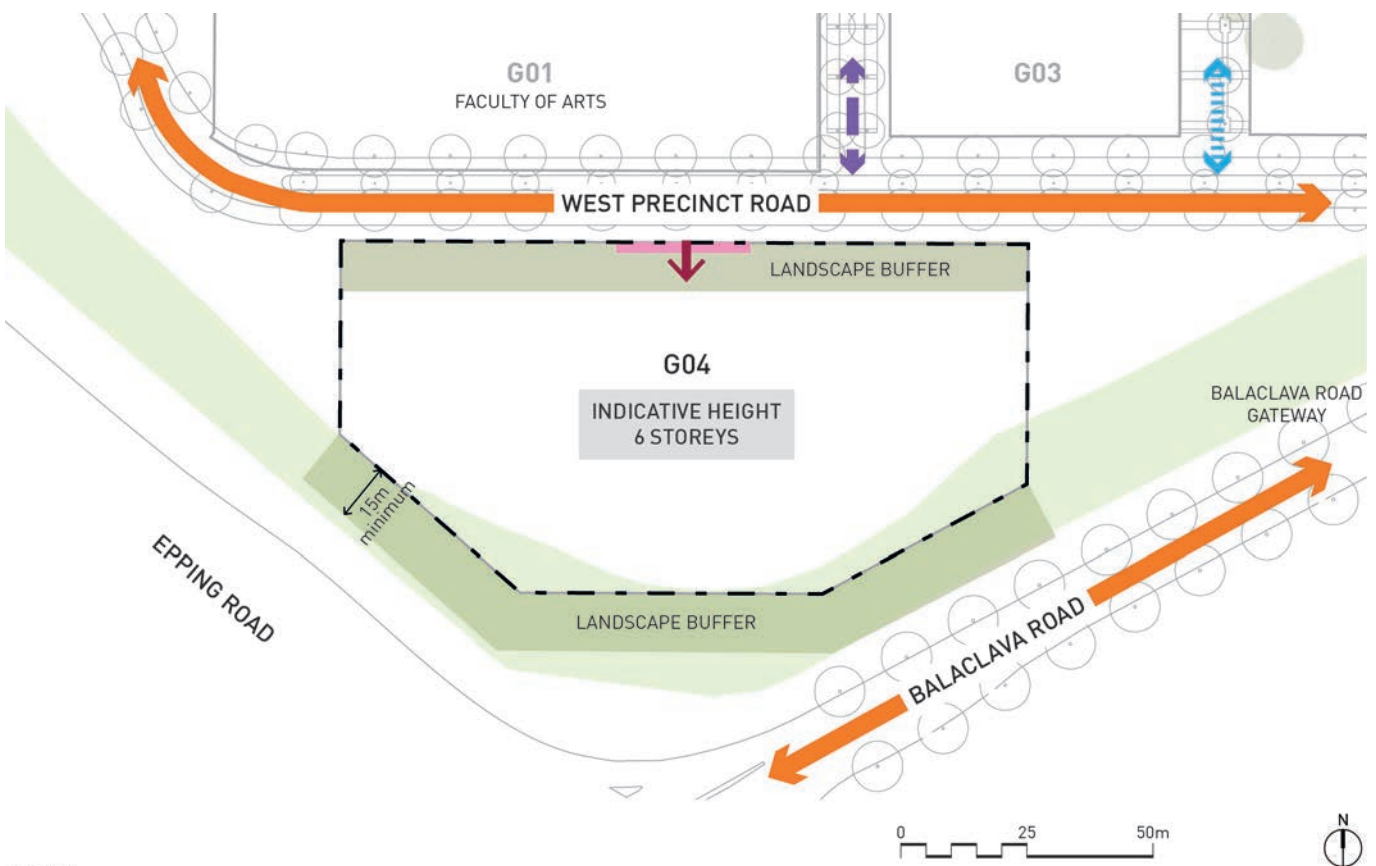 G01
FACULTY OF ARTS
G03
WEST PRECINCT ROAD
LANDSCAPE BUFFER
G04
INDICATIVE HEIGHT
6 STOREYS
BALACLAVA ROAD
GATEWAY
15m
minimum
EPPING ROAD
LANDSCAPE BUFFER
BALACLAVA ROAD
0 25 50m
N